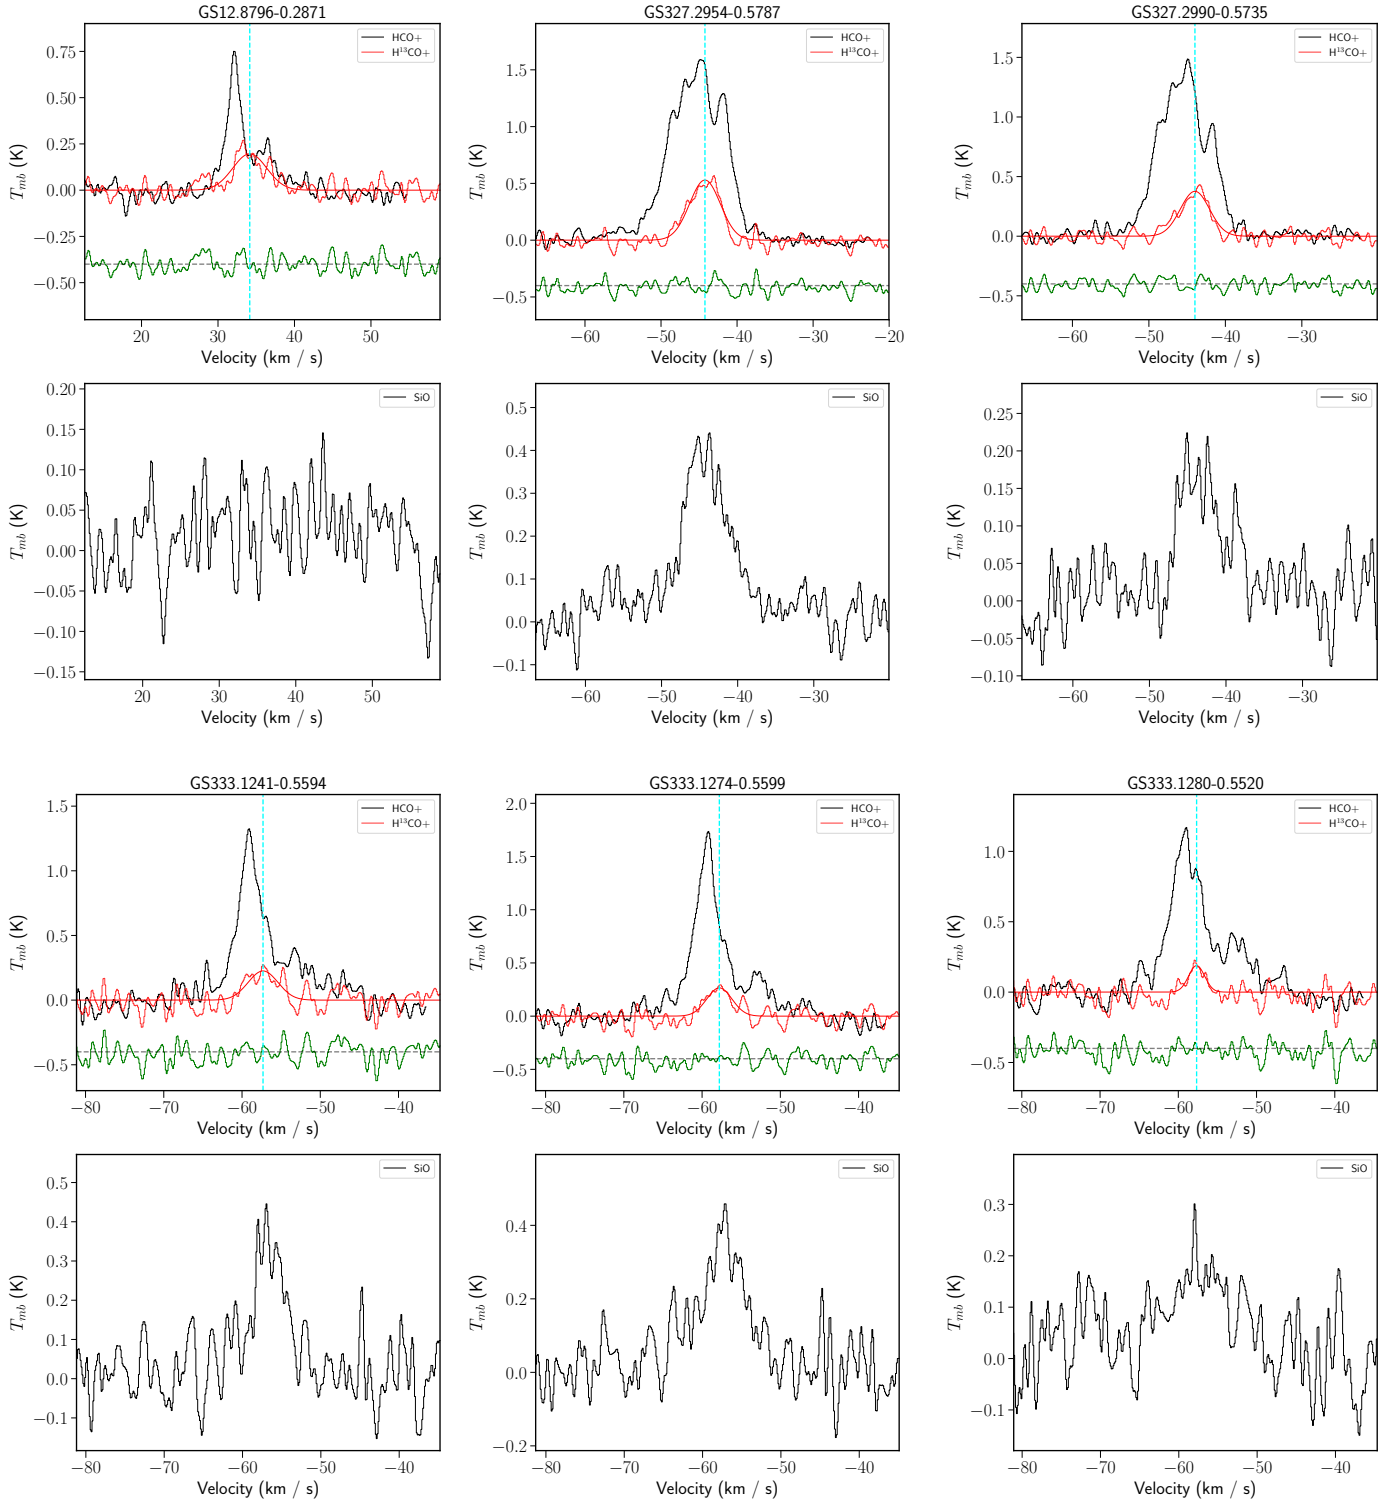 GS12.8796-0.2871
HCO+
H¹³CO+
0.75
0.50
0.25
0.00
−0.25
−0.50
T_mb (K)
20 30 40 50
Velocity (km / s)
GS327.2954-0.5787
HCO+
H¹³CO+
1.5
1.0
0.5
0.0
−0.5
T_mb (K)
−60 −50 −40 −30 −20
Velocity (km / s)
GS327.2990-0.5735
HCO+
H¹³CO+
1.5
1.0
0.5
0.0
−0.5
T_mb (K)
−60 −50 −40 −30
Velocity (km / s)
SiO
0.20
0.15
0.10
0.05
0.00
−0.05
−0.10
−0.15
T_mb (K)
20 30 40 50
Velocity (km / s)
SiO
0.5
0.4
0.3
0.2
0.1
0.0
−0.1
T_mb (K)
−60 −50 −40 −30
Velocity (km / s)
SiO
0.25
0.20
0.15
0.10
0.05
0.00
−0.05
−0.10
T_mb (K)
−60 −50 −40 −30
Velocity (km / s)
GS333.1241-0.5594
HCO+
H¹³CO+
1.5
1.0
0.5
0.0
−0.5
T_mb (K)
−80 −70 −60 −50 −40
Velocity (km / s)
GS333.1274-0.5599
HCO+
H¹³CO+
2.0
1.5
1.0
0.5
0.0
−0.5
T_mb (K)
−80 −70 −60 −50 −40
Velocity (km / s)
GS333.1280-0.5520
HCO+
H¹³CO+
1.0
0.5
0.0
−0.5
T_mb (K)
−80 −70 −60 −50 −40
Velocity (km / s)
SiO
0.5
0.4
0.3
0.2
0.1
0.0
−0.1
T_mb (K)
−80 −70 −60 −50 −40
Velocity (km / s)
SiO
0.4
0.2
0.0
−0.2
T_mb (K)
−80 −70 −60 −50 −40
Velocity (km / s)
SiO
0.3
0.2
0.1
0.0
−0.1
T_mb (K)
−80 −70 −60 −50 −40
Velocity (km / s)